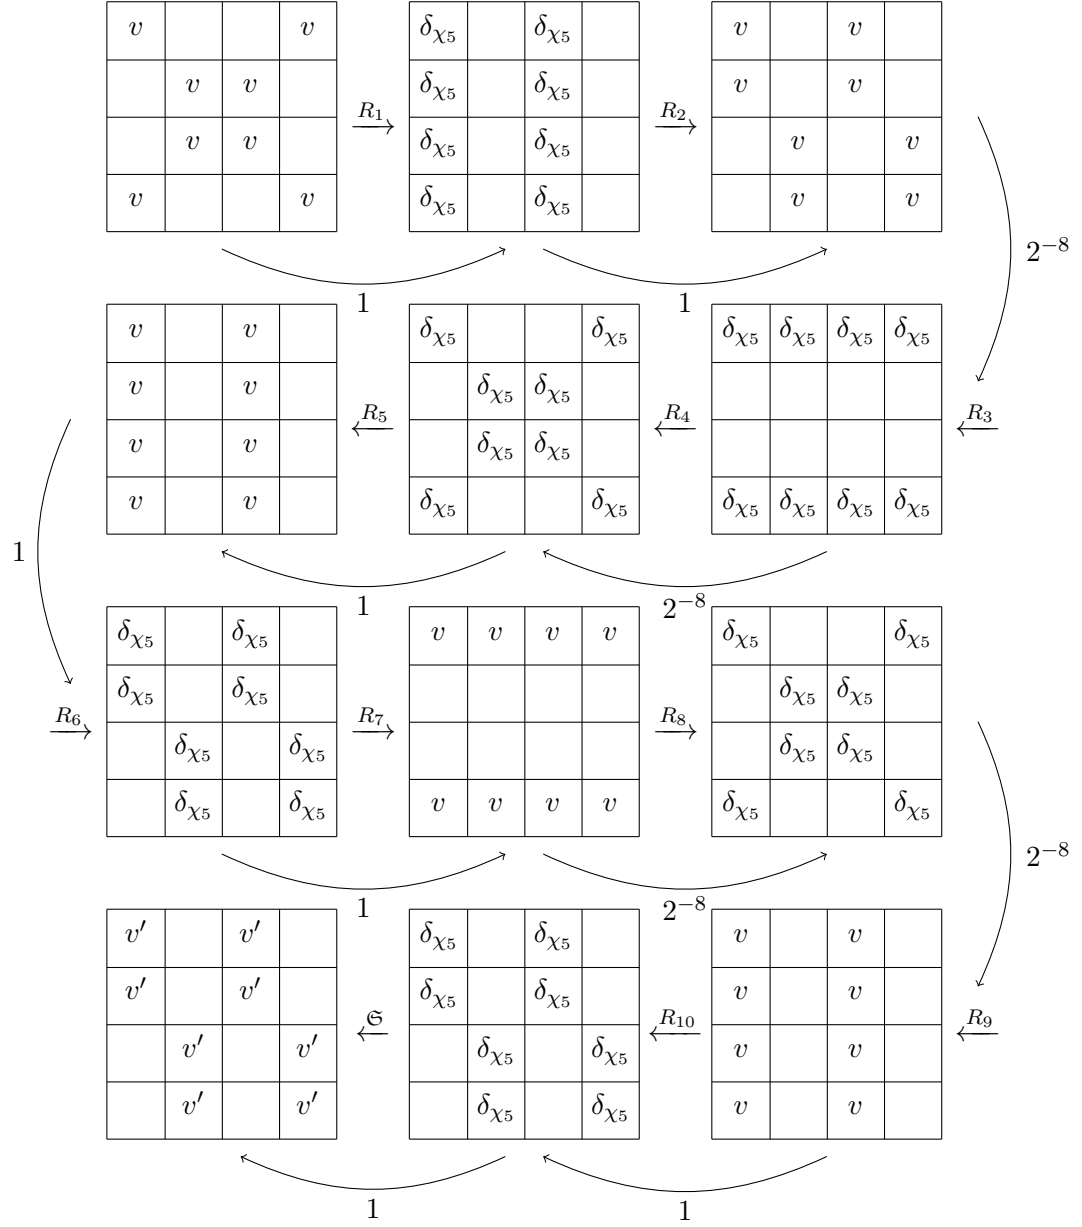 v v δχ₅ δχ₅ v v
v v δχ₅ δχ₅ v v
R₁ R₂
v v δχ₅ δχ₅ v v
v v δχ₅ δχ₅ v v
2⁻⁸
1 1
v v δχ₅ δχ₅ δχ₅ δχ₅ δχ₅ δχ₅
v v δχ₅ δχ₅
R₅ R₄ R₃
v v δχ₅ δχ₅
v v δχ₅ δχ₅ δχ₅ δχ₅ δχ₅ δχ₅
1
1 2⁻⁸
δχ₅ δχ₅ v v v v δχ₅ δχ₅
δχ₅ δχ₅ δχ₅ δχ₅
R₆ R₇ R₈
δχ₅ δχ₅ δχ₅ δχ₅
δχ₅ δχ₅ v v v v δχ₅ δχ₅
2⁻⁸
1 2⁻⁸
v′ v′ δχ₅ δχ₅ v v
v′ v′ δχ₅ δχ₅ v v
𝔖 R₁₀ R₉
v′ v′ δχ₅ δχ₅ v v
v′ v′ δχ₅ δχ₅ v v
1 1